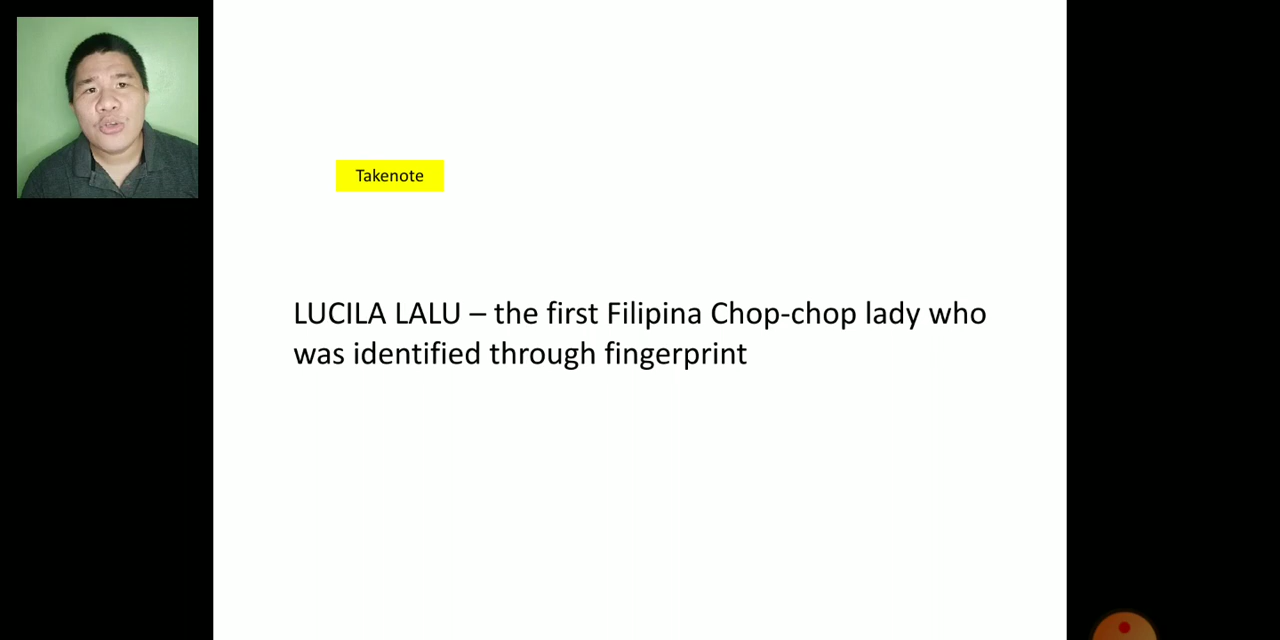 Takenote
LUCILA LALU – the first Filipina Chop-chop lady who
was identified through fingerprint